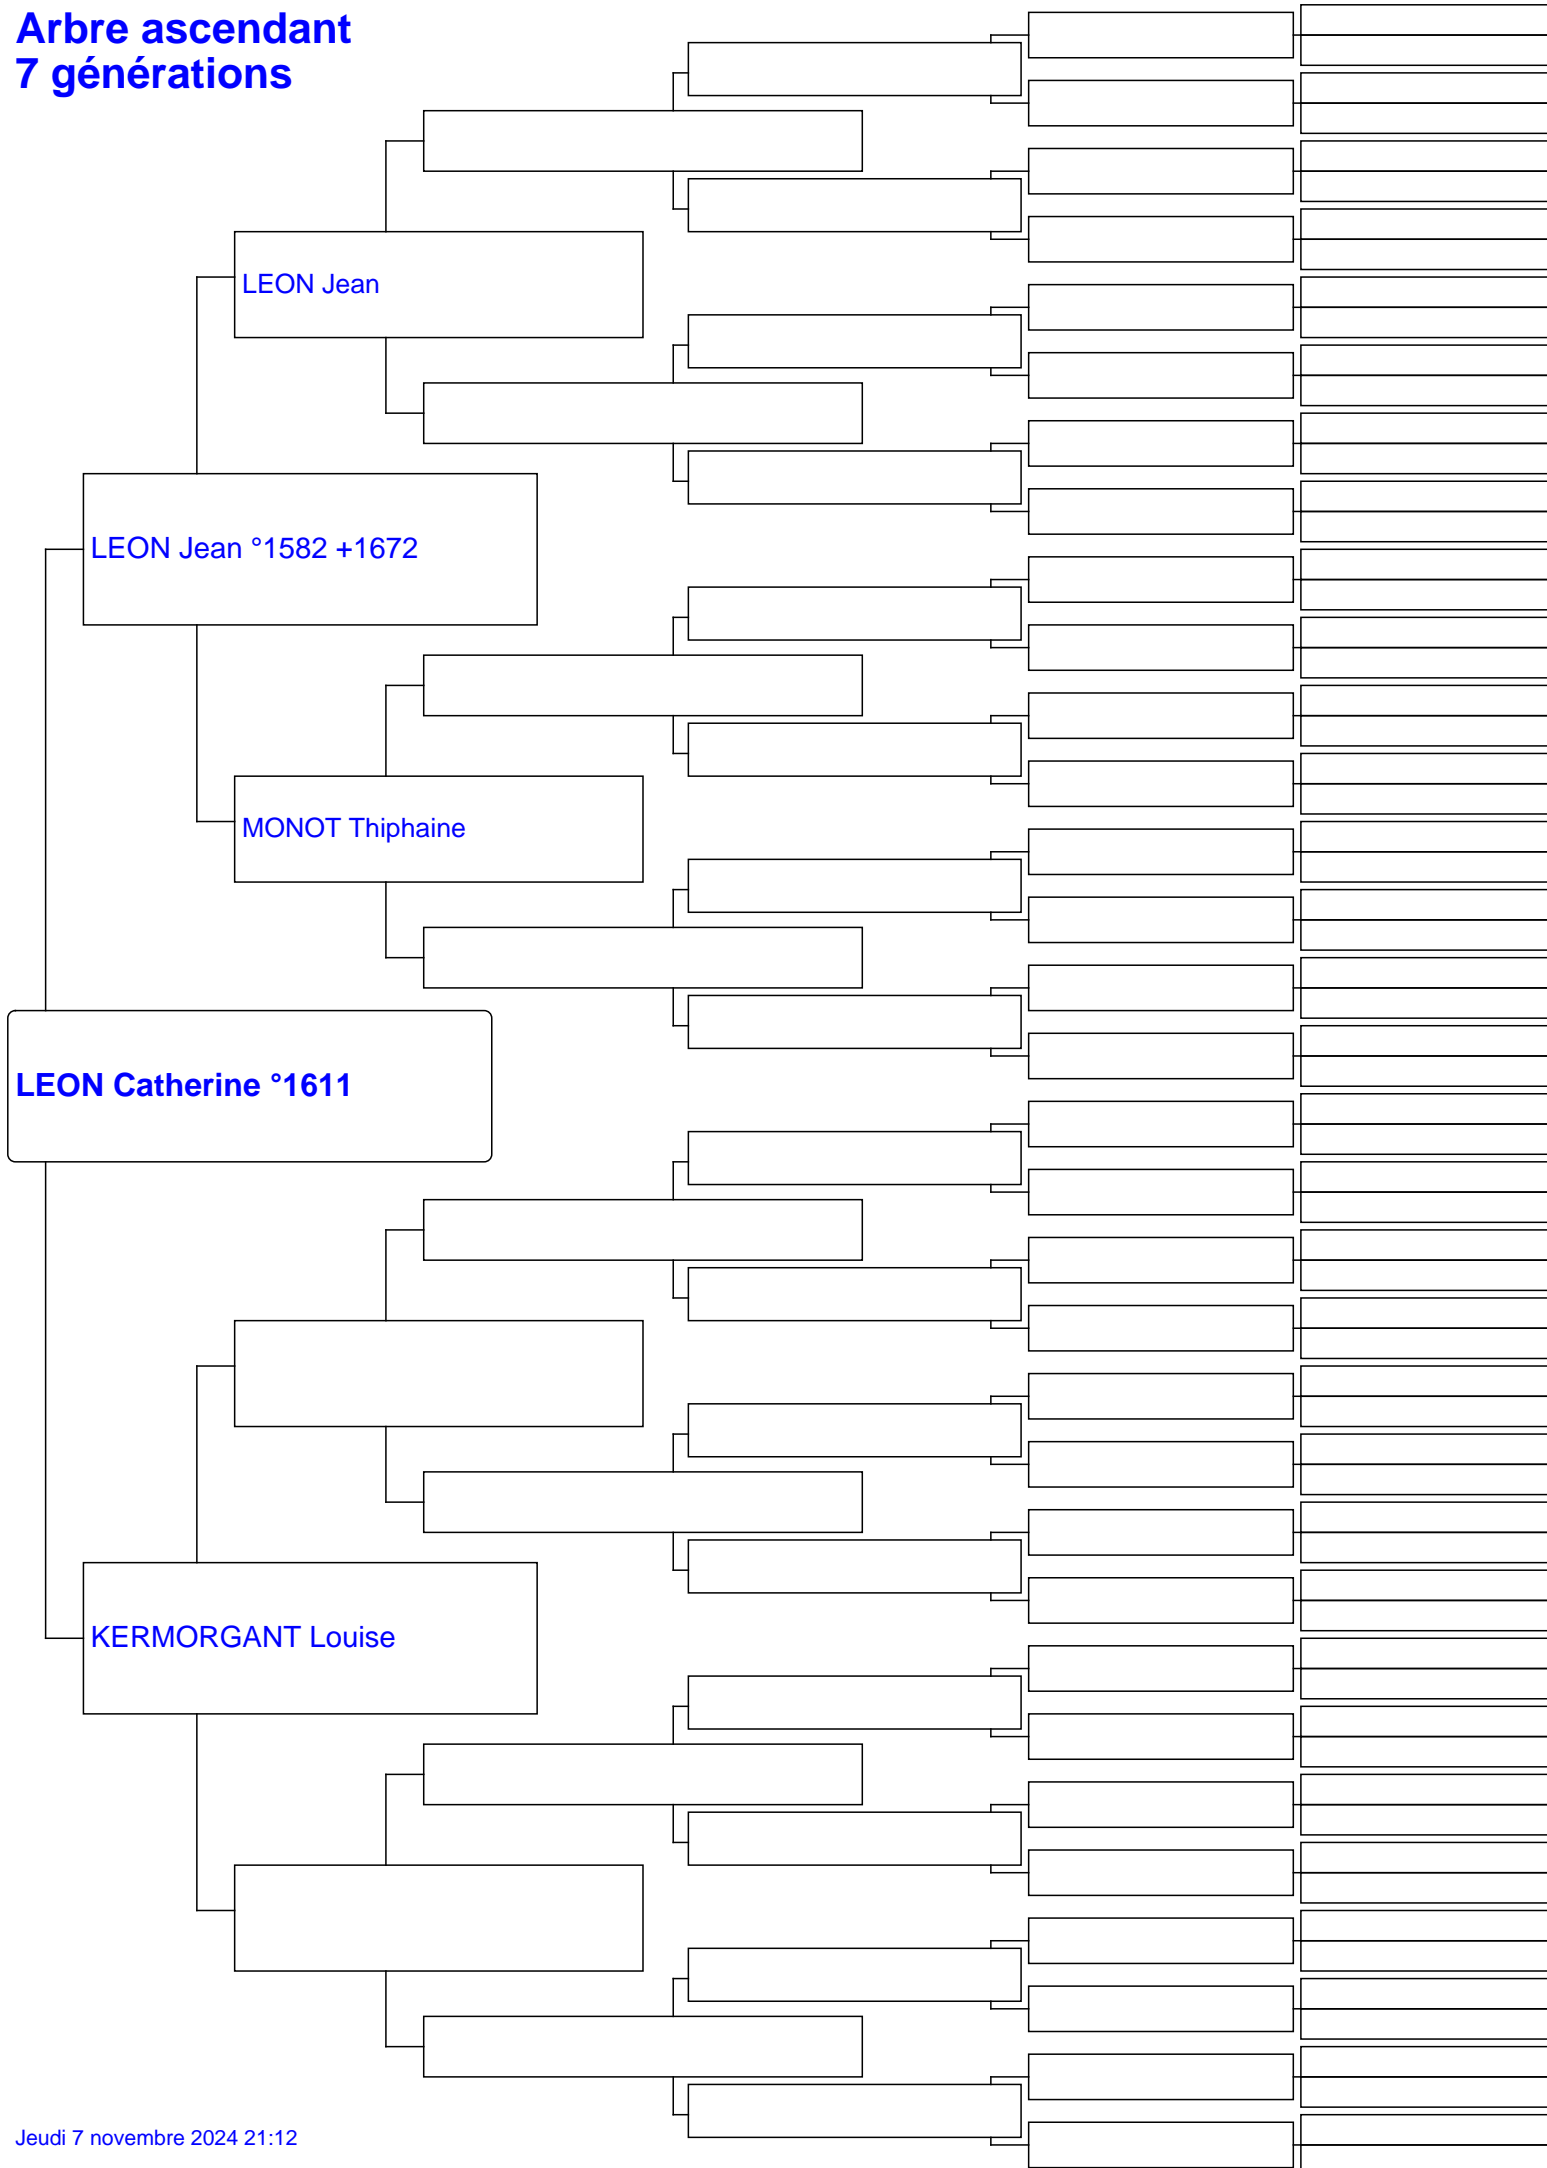 Arbre ascendant
7 générations
LEON Jean
LEON Jean °1582 +1672
MONOT Thiphaine
LEON Catherine °1611
KERMORGANT Louise
Jeudi 7 novembre 2024 21:12